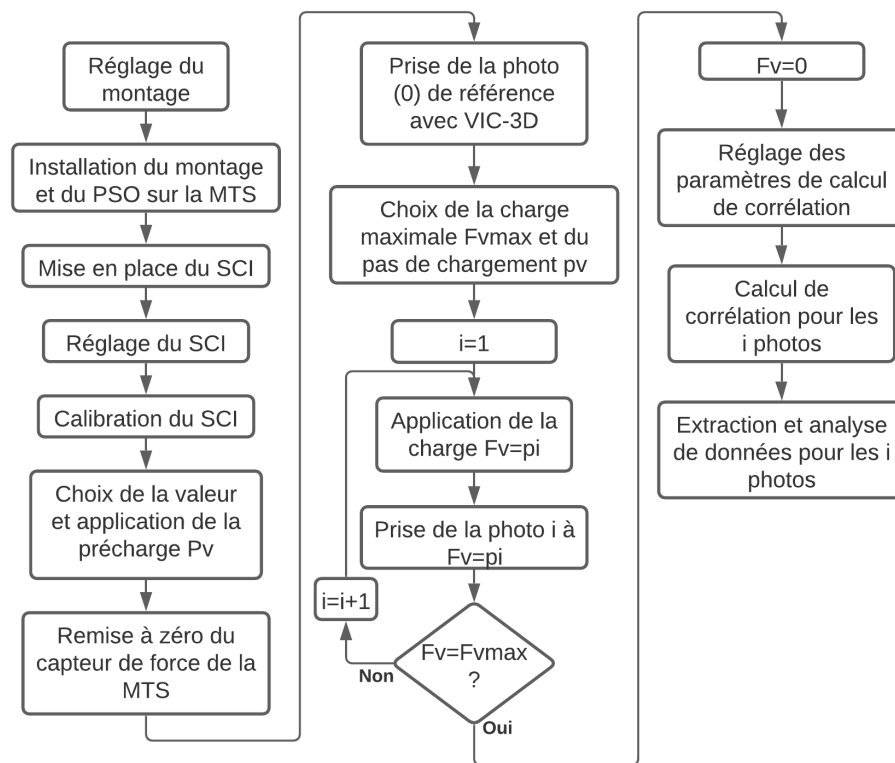 Réglage du
montage
Installation du montage
et du PSO sur la MTS
Mise en place du SCI
Réglage du SCI
Calibration du SCI
Choix de la valeur
et application de la
précharge Pv
Remise à zéro du
capteur de force de la
MTS
Prise de la photo
(0) de référence
avec VIC-3D
Choix de la charge
maximale Fvmax et du
pas de chargement pv
i=1
Application de la
charge Fv=pi
Prise de la photo i à
Fv=pi
i=i+1
Fv=Fvmax
?
Non
Oui
Fv=0
Réglage des
paramètres de calcul
de corrélation
Calcul de
corrélation pour les
i photos
Extraction et analyse
de données pour les i
photos